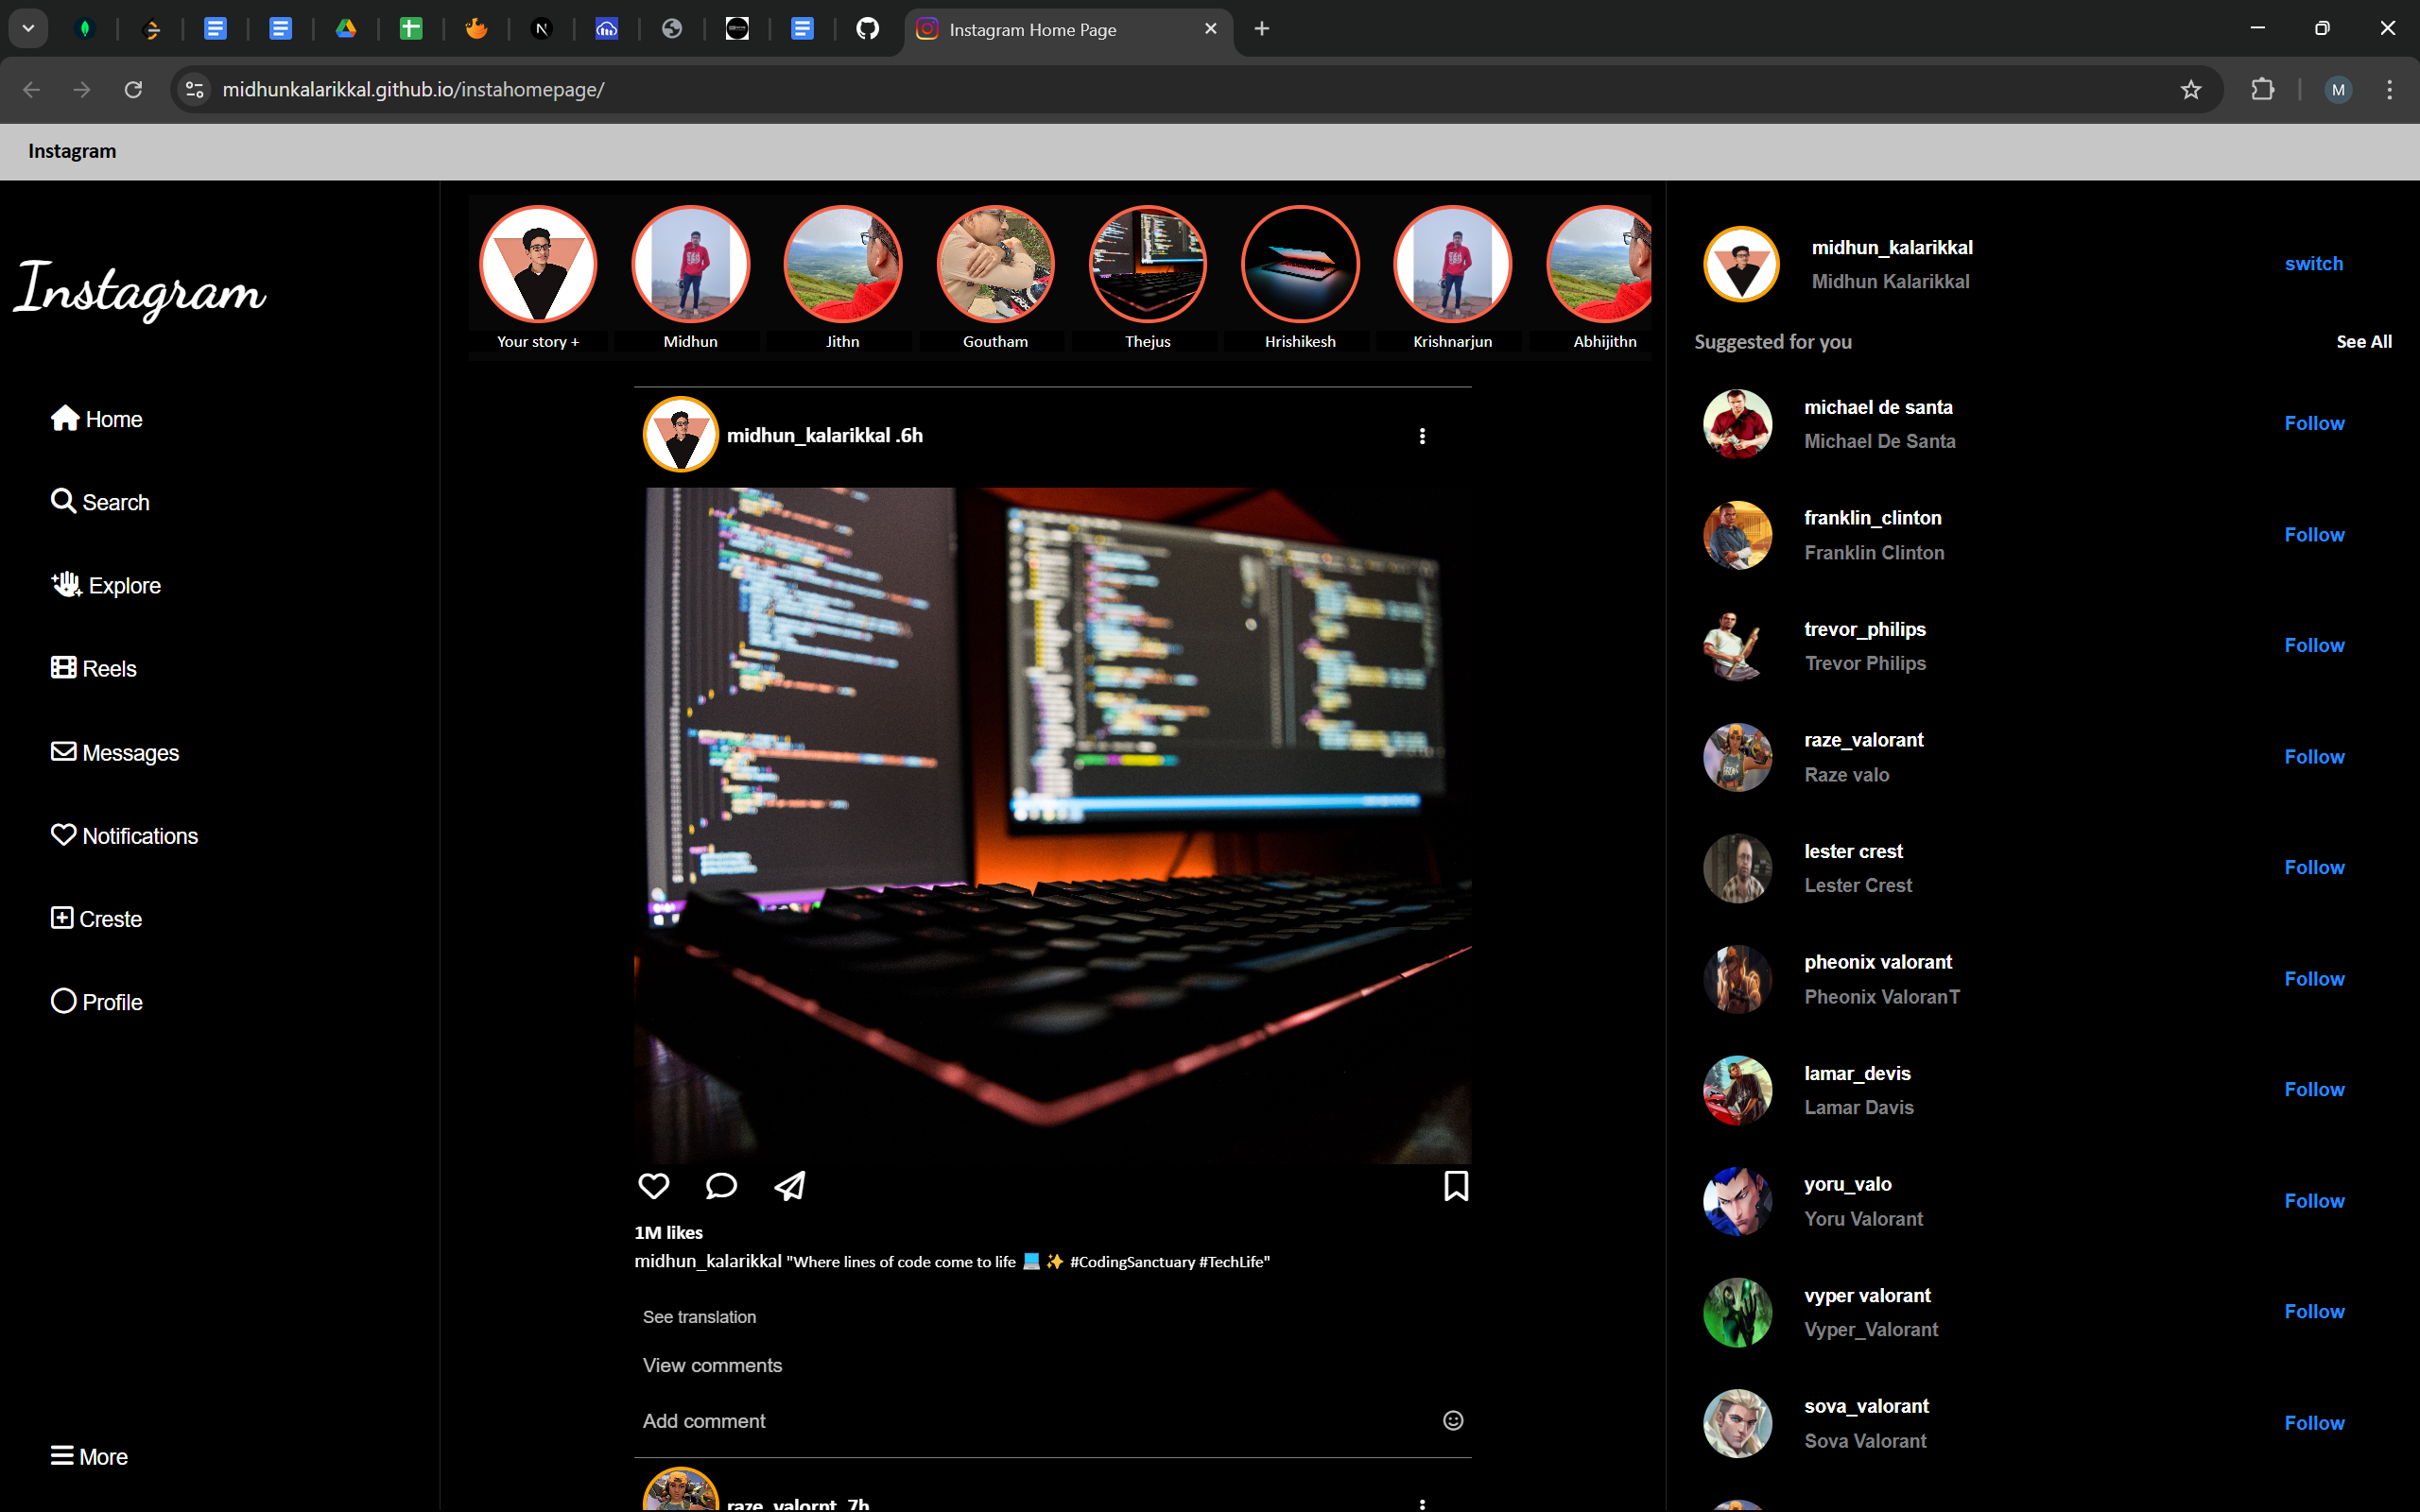 Instagram Home Page
midhunkalarikkal.github.io/instahomepage/
M
Instagram
Instagram
Home
Search
Explore
Reels
Messages
Notifications
Creste
Profile
More
Your story +
Midhun
Jithn
Goutham
Thejus
Hrishikesh
Krishnarjun
Abhijithn
midhun_kalarikkal .6h
1M likes
midhun_kalarikkal "Where lines of code come to life 💻 ✨ #CodingSanctuary #TechLife"
See translation
View comments
Add comment
raze_valornt 7h
midhun_kalarikkal
Midhun Kalarikkal
switch
Suggested for you
See All
michael de santa
Michael De Santa
Follow
franklin_clinton
Franklin Clinton
Follow
trevor_philips
Trevor Philips
Follow
raze_valorant
Raze valo
Follow
lester crest
Lester Crest
Follow
pheonix valorant
Pheonix ValoranT
Follow
lamar_devis
Lamar Davis
Follow
yoru_valo
Yoru Valorant
Follow
vyper valorant
Vyper_Valorant
Follow
sova_valorant
Sova Valorant
Follow